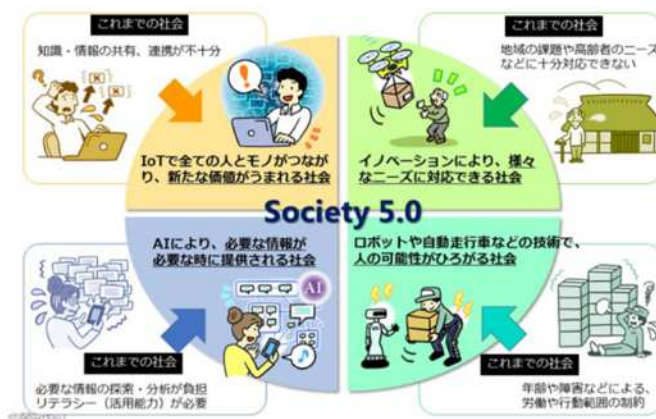 これまでの社会
知識・情報の共有、連携が不十分
これまでの社会
地域の課題や高齢者のニーズ
などに十分対応できない
IoTで全ての人とモノがつなが
り、新たな価値がうまれる社会
イノベーションにより、様々
なニーズに対応できる社会
Society 5.0
AIにより、必要な情報が
必要な時に提供される社会
ロボットや自動走行車などの技術で、
人の可能性がひろがる社会
AI
これまでの社会
必要な情報の探索・分析が負担
リテラシー（活用能力）が必要
これまでの社会
年齢や障害などによる、
労働や行動範囲の制約